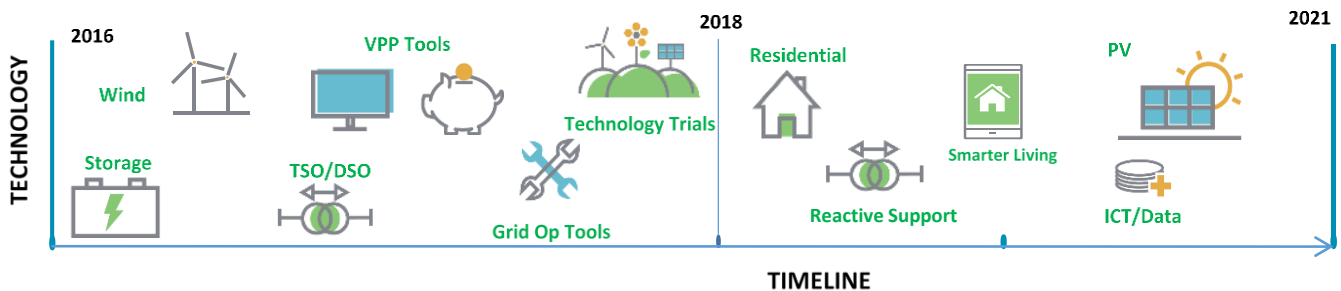 2016
2018
2021
TECHNOLOGY
Wind
VPP Tools
Technology Trials
Residential
Smarter Living
PV
Storage
TSO/DSO
Grid Op Tools
Reactive Support
ICT/Data
TIMELINE